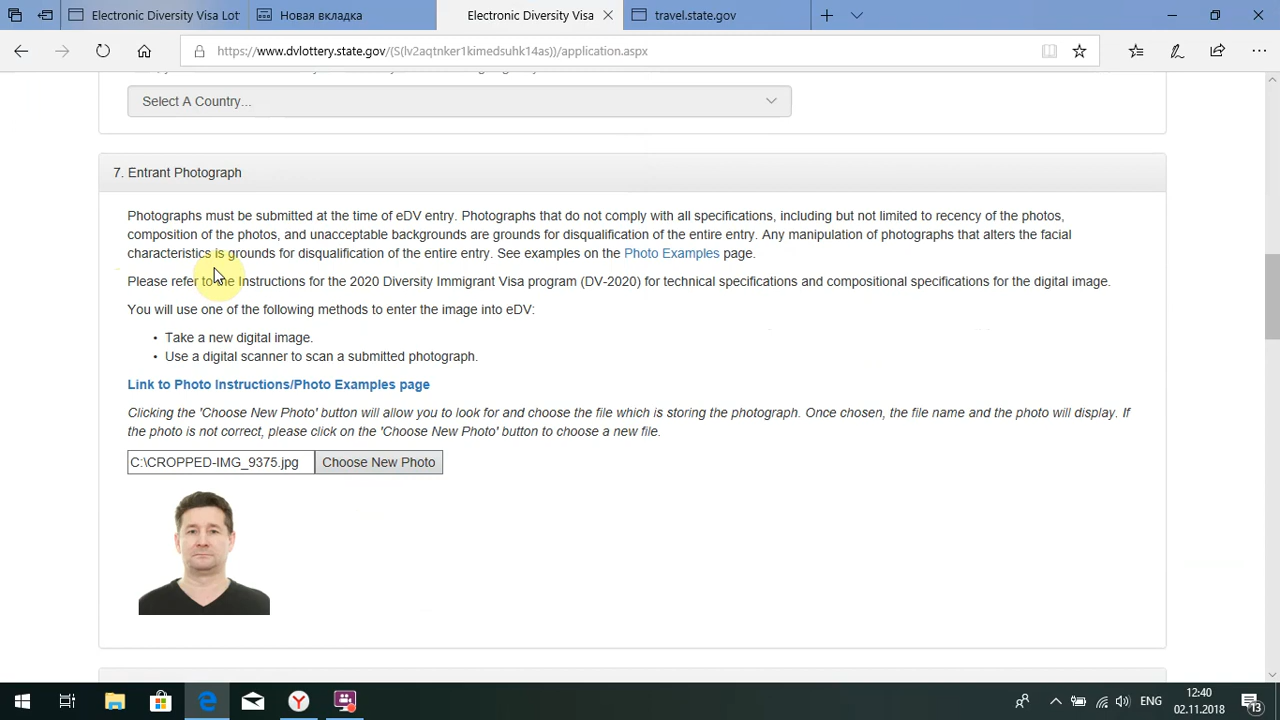 Electronic Diversity Visa Lot
Новая вкладка
Electronic Diversity Visa
travel.state.gov
https://www.dvlottery.state.gov/(S(lv2aqtnker1kimedsuhk14as))/application.aspx
Select A Country...
7. Entrant Photograph
Photographs must be submitted at the time of eDV entry. Photographs that do not comply with all specifications, including but not limited to recency of the photos,
composition of the photos, and unacceptable backgrounds are grounds for disqualification of the entire entry. Any manipulation of photographs that alters the facial
characteristics is grounds for disqualification of the entire entry. See examples on the Photo Examples page.
Please refer to the Instructions for the 2020 Diversity Immigrant Visa program (DV-2020) for technical specifications and compositional specifications for the digital image.
You will use one of the following methods to enter the image into eDV:
• Take a new digital image.
• Use a digital scanner to scan a submitted photograph.
Link to Photo Instructions/Photo Examples page
Clicking the 'Choose New Photo' button will allow you to look for and choose the file which is storing the photograph. Once chosen, the file name and the photo will display. If
the photo is not correct, please click on the 'Choose New Photo' button to choose a new file.
C:\CROPPED-IMG_9375.jpg
Choose New Photo
ENG
12:40
02.11.2018
13